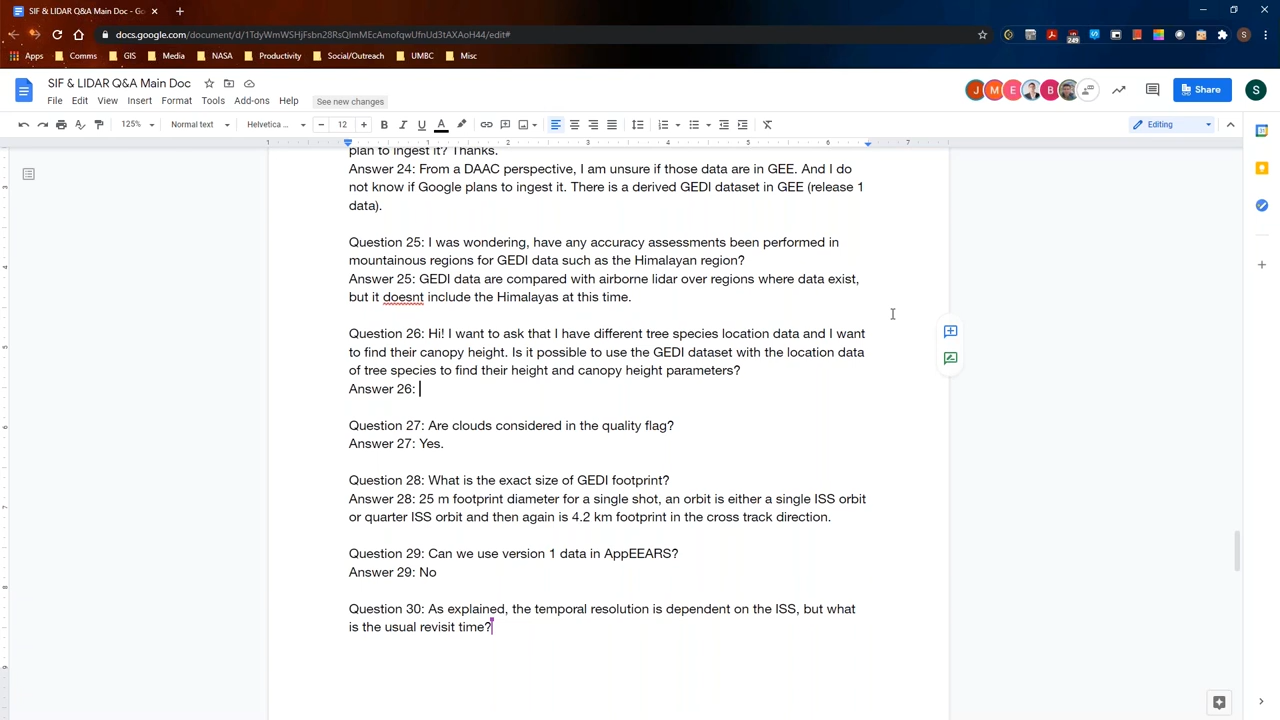 SIF & LIDAR Q&A Main Doc - Go
docs.google.com/document/d/1TdyWmWSHjFsbn28RsQImMEcAmofqwUfnUd3tAXAoH44/edit#
249
S
Apps Comms GIS Media NASA Productivity Social/Outreach UMBC Misc
SIF & LIDAR Q&A Main Doc
J M E B Share S
File Edit View Insert Format Tools Add-ons Help See new changes
125% Normal text Helvetica ... 12 B I U A Editing
1 1 2 3 4 5 6 7
plan to ingest it? Thanks.
Answer 24: From a DAAC perspective, I am unsure if those data are in GEE. And I do
not know if Google plans to ingest it. There is a derived GEDI dataset in GEE (release 1
data).
Question 25: I was wondering, have any accuracy assessments been performed in
mountainous regions for GEDI data such as the Himalayan region?
Answer 25: GEDI data are compared with airborne lidar over regions where data exist,
but it doesnt include the Himalayas at this time.
Question 26: Hi! I want to ask that I have different tree species location data and I want
to find their canopy height. Is it possible to use the GEDI dataset with the location data
of tree species to find their height and canopy height parameters?
Answer 26:
Question 27: Are clouds considered in the quality flag?
Answer 27: Yes.
Question 28: What is the exact size of GEDI footprint?
Answer 28: 25 m footprint diameter for a single shot, an orbit is either a single ISS orbit
or quarter ISS orbit and then again is 4.2 km footprint in the cross track direction.
Question 29: Can we use version 1 data in AppEEARS?
Answer 29: No
Question 30: As explained, the temporal resolution is dependent on the ISS, but what
is the usual revisit time?